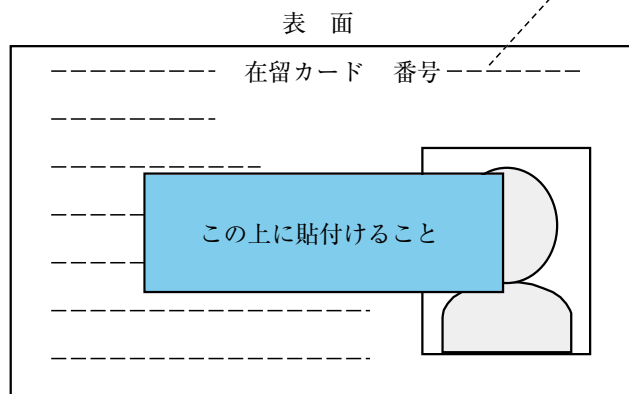 表 面
在留カード 番号
この上に貼付けること